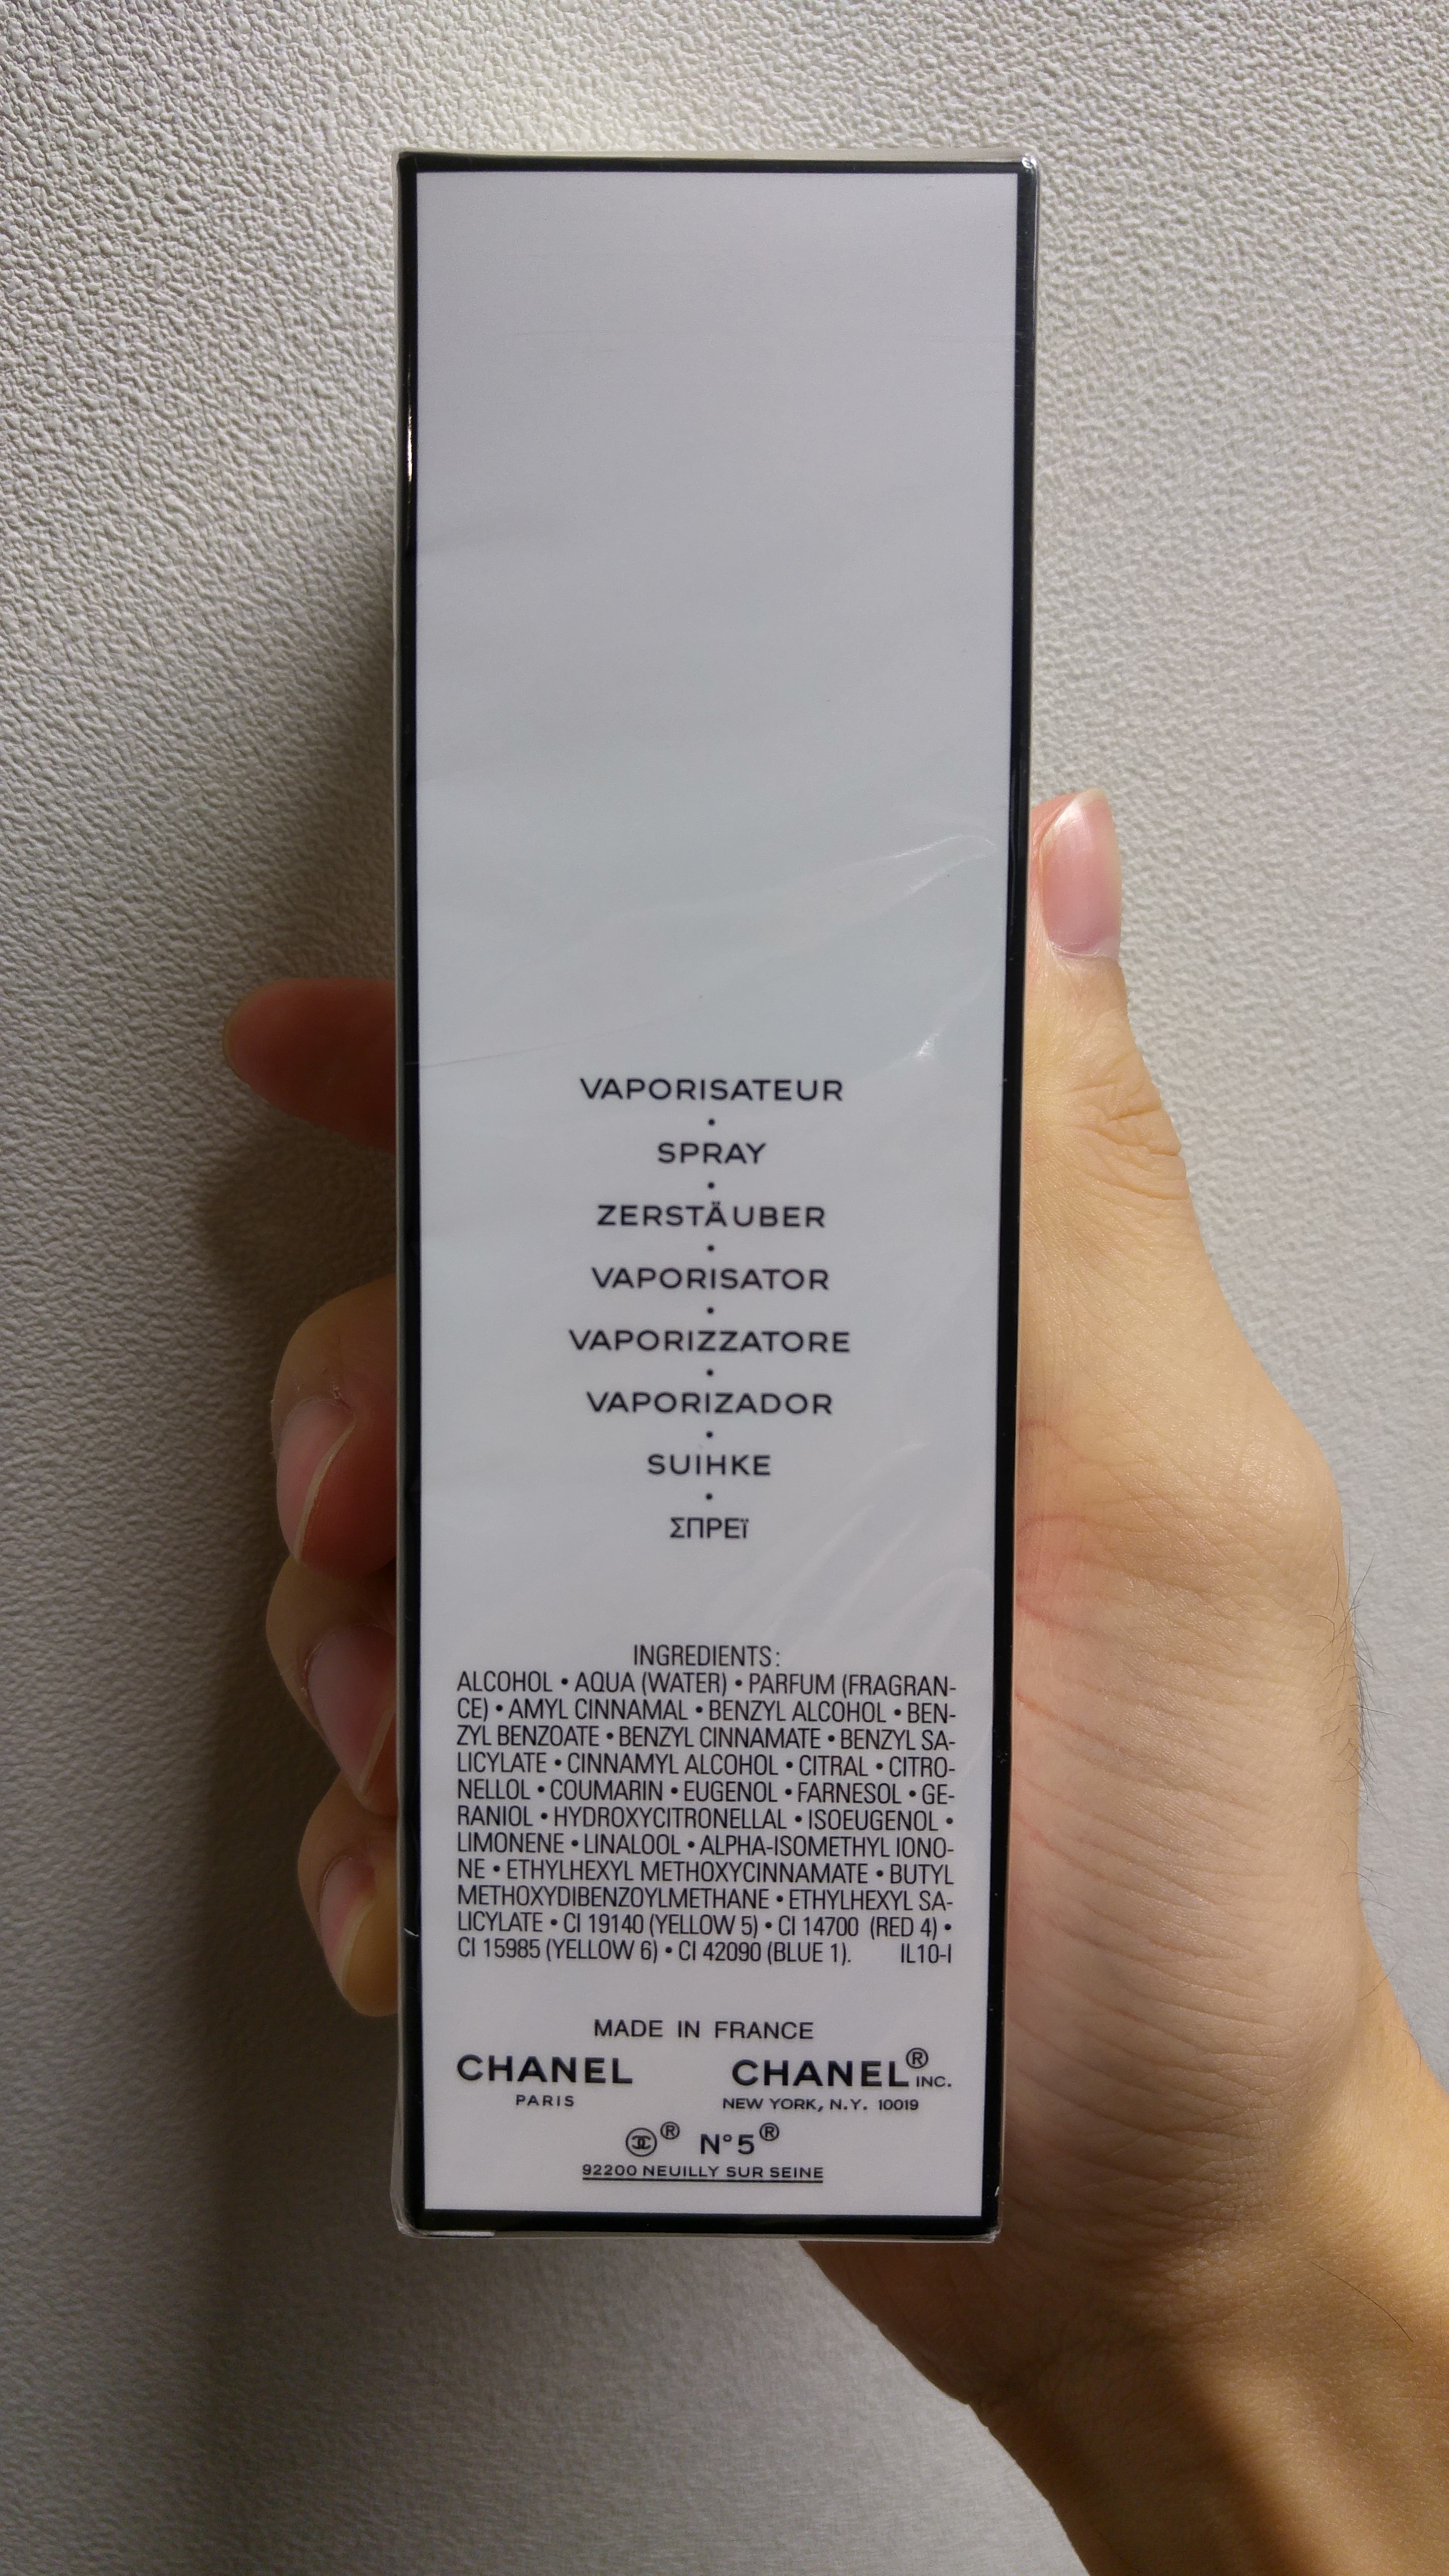 VAPORISATEUR
•
SPRAY
•
ZERSTÄUBER
•
VAPORISATOR
•
VAPORIZZATORE
•
VAPORIZADOR
•
SUIHKE
•
ΣΠΡΕΪ
INGREDIENTS:
ALCOHOL • AQUA (WATER) • PARFUM (FRAGRAN-
CE) • AMYL CINNAMAL • BENZYL ALCOHOL • BEN-
ZYL BENZOATE • BENZYL CINNAMATE • BENZYL SA-
LICYLATE • CINNAMYL ALCOHOL • CITRAL • CITRO-
NELLOL • COUMARIN • EUGENOL • FARNESOL • GE-
RANIOL • HYDROXYCITRONELLAL • ISOEUGENOL •
LIMONENE • LINALOOL • ALPHA-ISOMETHYL IONO-
NE • ETHYLHEXYL METHOXYCINNAMATE • BUTYL
METHOXYDIBENZOYLMETHANE • ETHYLHEXYL SA-
LICYLATE • CI 19140 (YELLOW 5) • CI 14700 (RED 4) •
CI 15985 (YELLOW 6) • CI 42090 (BLUE 1). IL10-I
MADE IN FRANCE
CHANEL CHANEL® INC.
PARIS NEW YORK, N.Y. 10019
® N°5®
92200 NEUILLY SUR SEINE